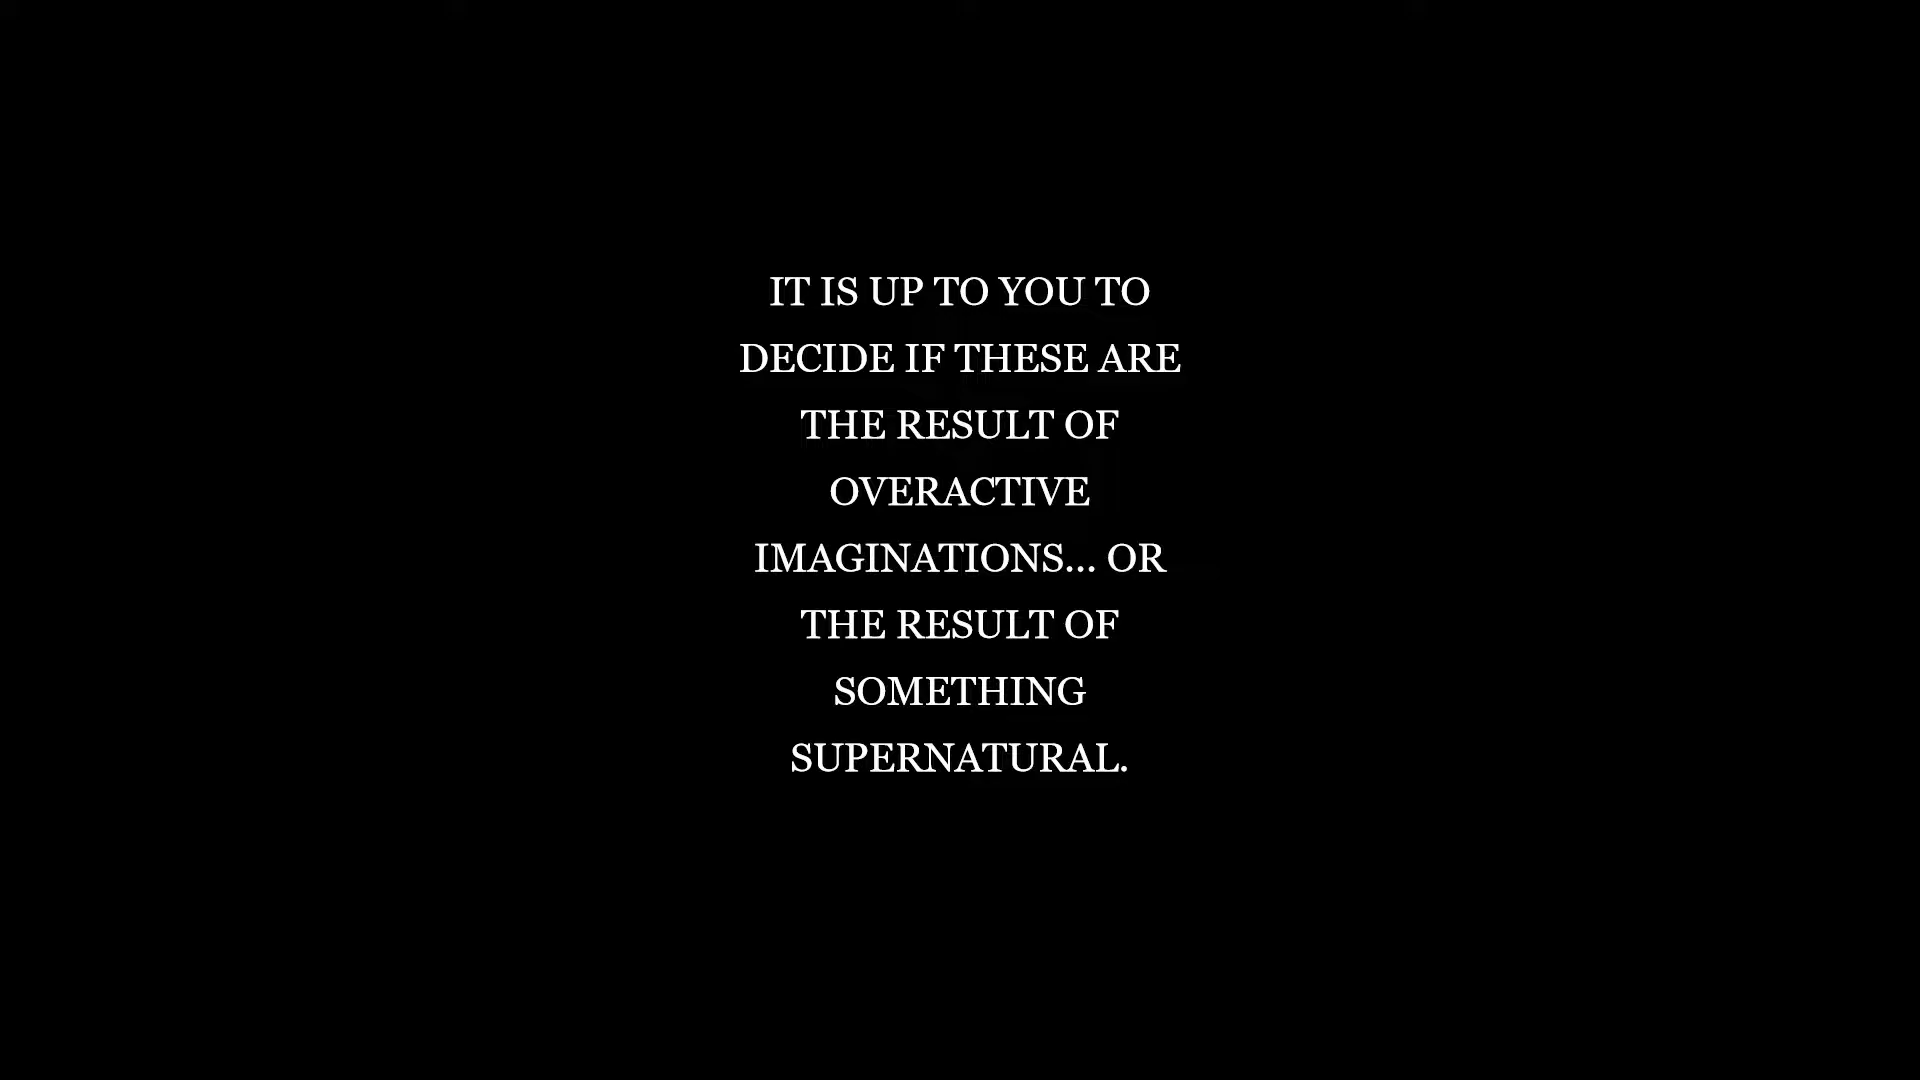 IT IS UP TO YOU TO
DECIDE IF THESE ARE
THE RESULT OF
OVERACTIVE
IMAGINATIONS... OR
THE RESULT OF
SOMETHING
SUPERNATURAL.